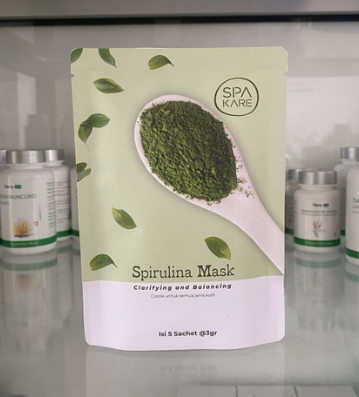 SPA
KARE
Spirulina Mask
Clarifying and Balancing
Cocok untuk semua jenis kulit
Isi 5 Sachet @3gr